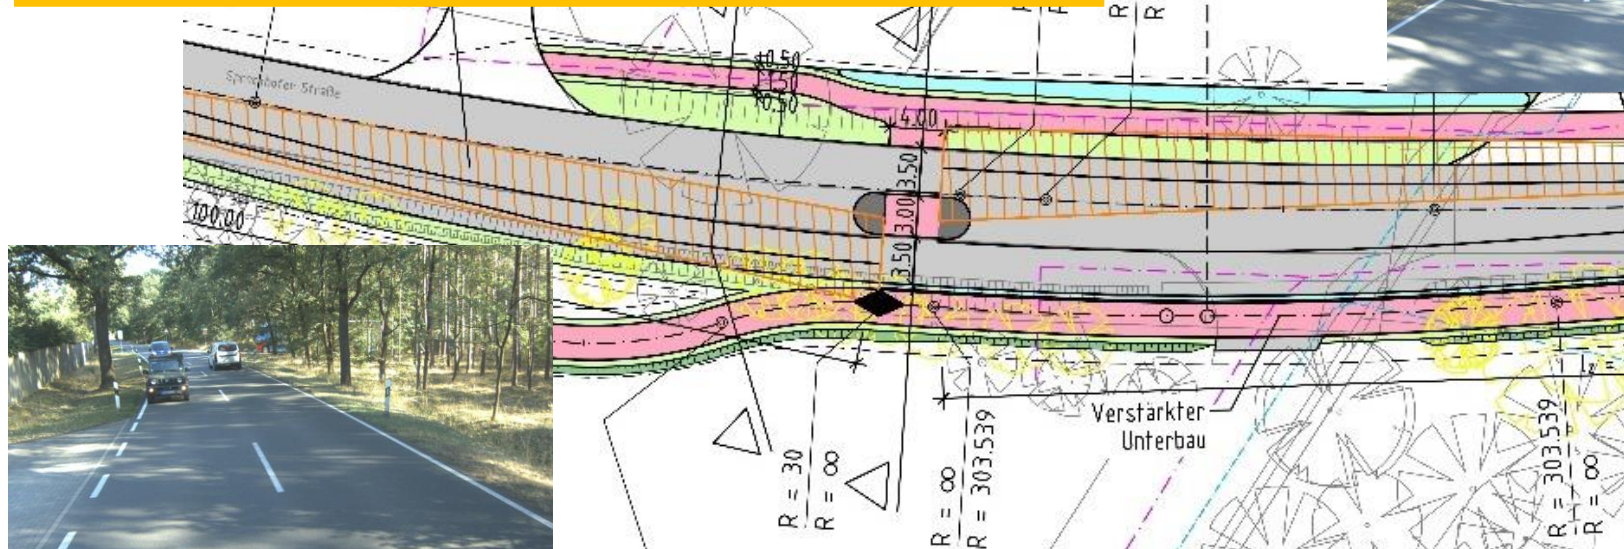 R =
Sprockhofer Straße
±0.50
1.50
±0.50
4.00
3.50
100.00
3.00
3.50
Verstärkter
Unterbau
R = 30
R = ∞
R = ∞
R = 303.539
R = 303.539
R = ∞